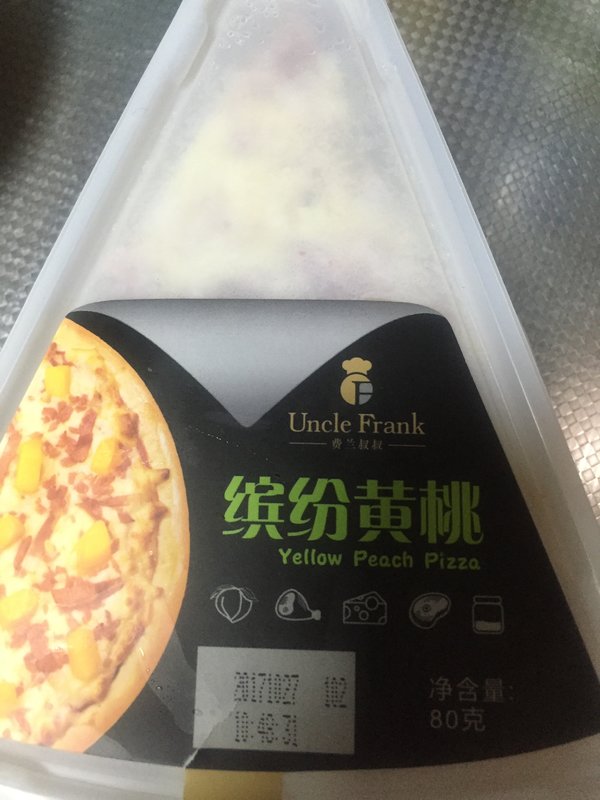 Uncle Frank
费兰叔叔
缤纷黄桃
Yellow Peach Pizza
20171027 102
10:48:31
净含量:
80克